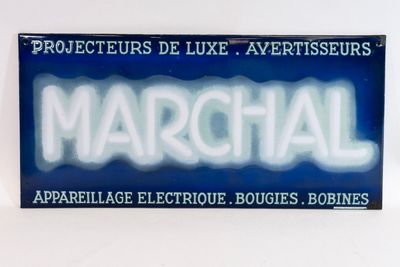 PROJECTEURS DE LUXE . AVERTISSEURS
MARCHAL
APPAREILLAGE ELECTRIQUE . BOUGIES . BOBINES